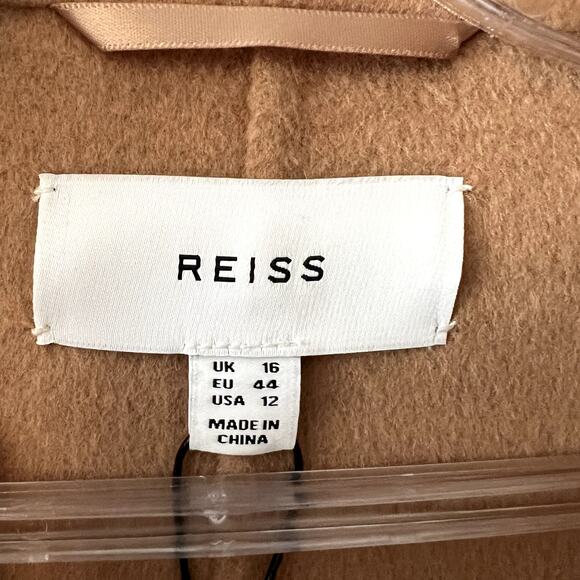 REISS
UK 16
EU 44
USA 12
MADE IN
CHINA